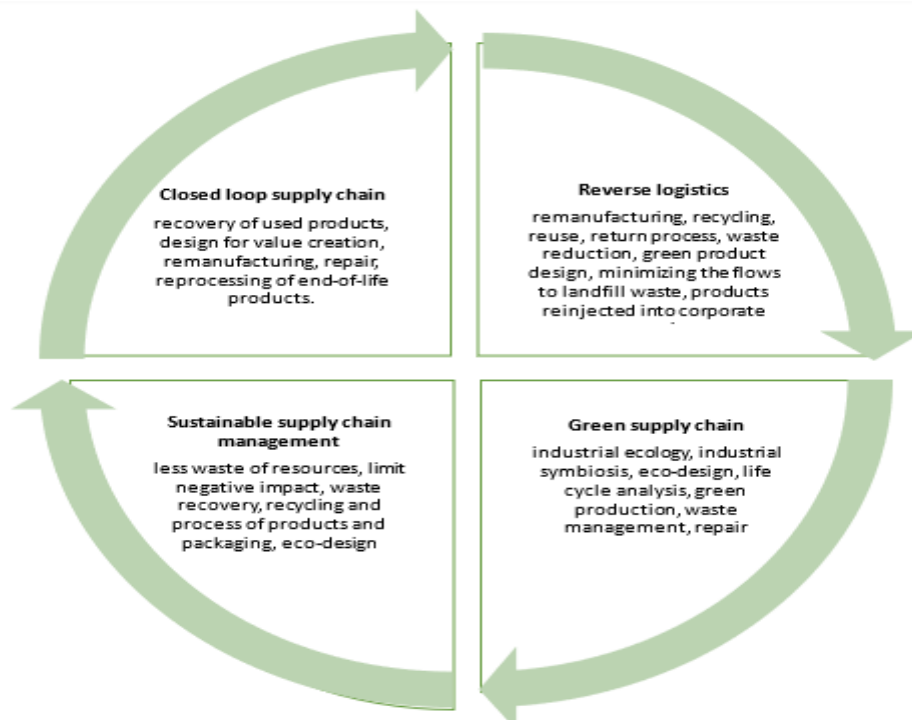 Closed loop supply chain
recovery of used products,
design for value creation,
remanufacturing, repair,
reprocessing of end-of-life
products.
Reverse logistics
remanufacturing, recycling,
reuse, return process, waste
reduction, green product
design, minimizing the flows
to landfill waste, products
reinjected into corporate
Sustainable supply chain
management
less waste of resources, limit
negative impact, waste
recovery, recycling and
process of products and
packaging, eco-design
Green supply chain
industrial ecology, industrial
symbiosis, eco-design, life
cycle analysis, green
production, waste
management, repair